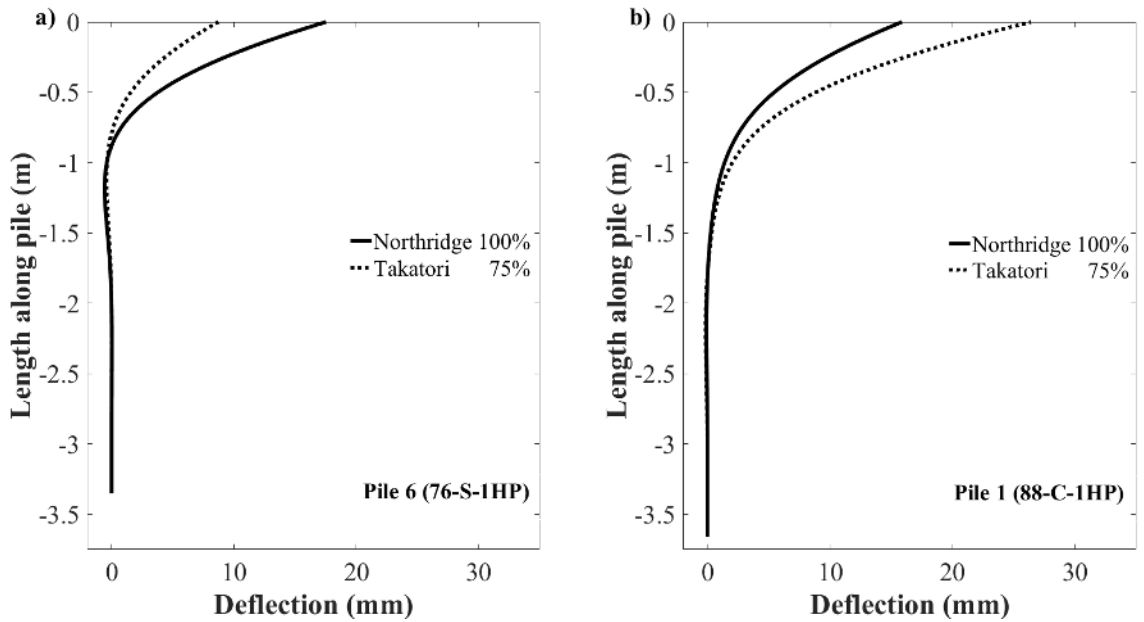 a)
0
-0.5
-1
-1.5
-2
-2.5
-3
-3.5
Length along pile (m)
Northridge 100%
Takatori 75%
Pile 6 (76-S-1HP)
0 10 20 30
Deflection (mm)
b)
0
-0.5
-1
-1.5
-2
-2.5
-3
-3.5
Length along pile (m)
Northridge 100%
Takatori 75%
Pile 1 (88-C-1HP)
0 10 20 30
Deflection (mm)